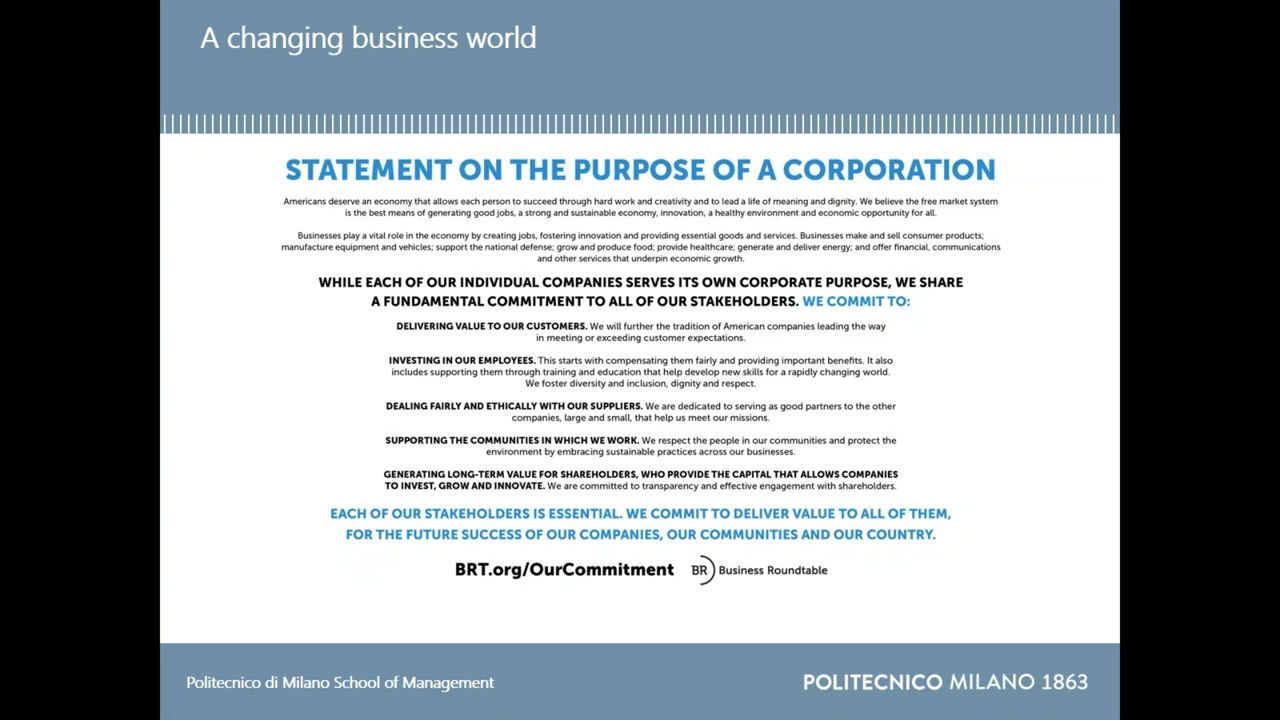 A changing business world
STATEMENT ON THE PURPOSE OF A CORPORATION
Americans deserve an economy that allows each person to succeed through hard work and creativity and to lead a life of meaning and dignity. We believe the free market system
is the best means of generating good jobs, a strong and sustainable economy, innovation, a healthy environment and economic opportunity for all.
Businesses play a vital role in the economy by creating jobs, fostering innovation and providing essential goods and services. Businesses make and sell consumer products;
manufacture equipment and vehicles; support the national defense; grow and produce food; provide healthcare; generate and deliver energy; and offer financial, communications
and other services that underpin economic growth.
WHILE EACH OF OUR INDIVIDUAL COMPANIES SERVES ITS OWN CORPORATE PURPOSE, WE SHARE
A FUNDAMENTAL COMMITMENT TO ALL OF OUR STAKEHOLDERS. WE COMMIT TO:
DELIVERING VALUE TO OUR CUSTOMERS. We will further the tradition of American companies leading the way
in meeting or exceeding customer expectations.
INVESTING IN OUR EMPLOYEES. This starts with compensating them fairly and providing important benefits. It also
includes supporting them through training and education that help develop new skills for a rapidly changing world.
We foster diversity and inclusion, dignity and respect.
DEALING FAIRLY AND ETHICALLY WITH OUR SUPPLIERS. We are dedicated to serving as good partners to the other
companies, large and small, that help us meet our missions.
SUPPORTING THE COMMUNITIES IN WHICH WE WORK. We respect the people in our communities and protect the
environment by embracing sustainable practices across our businesses.
GENERATING LONG-TERM VALUE FOR SHAREHOLDERS, WHO PROVIDE THE CAPITAL THAT ALLOWS COMPANIES
TO INVEST, GROW AND INNOVATE. We are committed to transparency and effective engagement with shareholders.
EACH OF OUR STAKEHOLDERS IS ESSENTIAL. WE COMMIT TO DELIVER VALUE TO ALL OF THEM,
FOR THE FUTURE SUCCESS OF OUR COMPANIES, OUR COMMUNITIES AND OUR COUNTRY.
BRT.org/OurCommitment BR Business Roundtable
Politecnico di Milano School of Management
POLITECNICO MILANO 1863